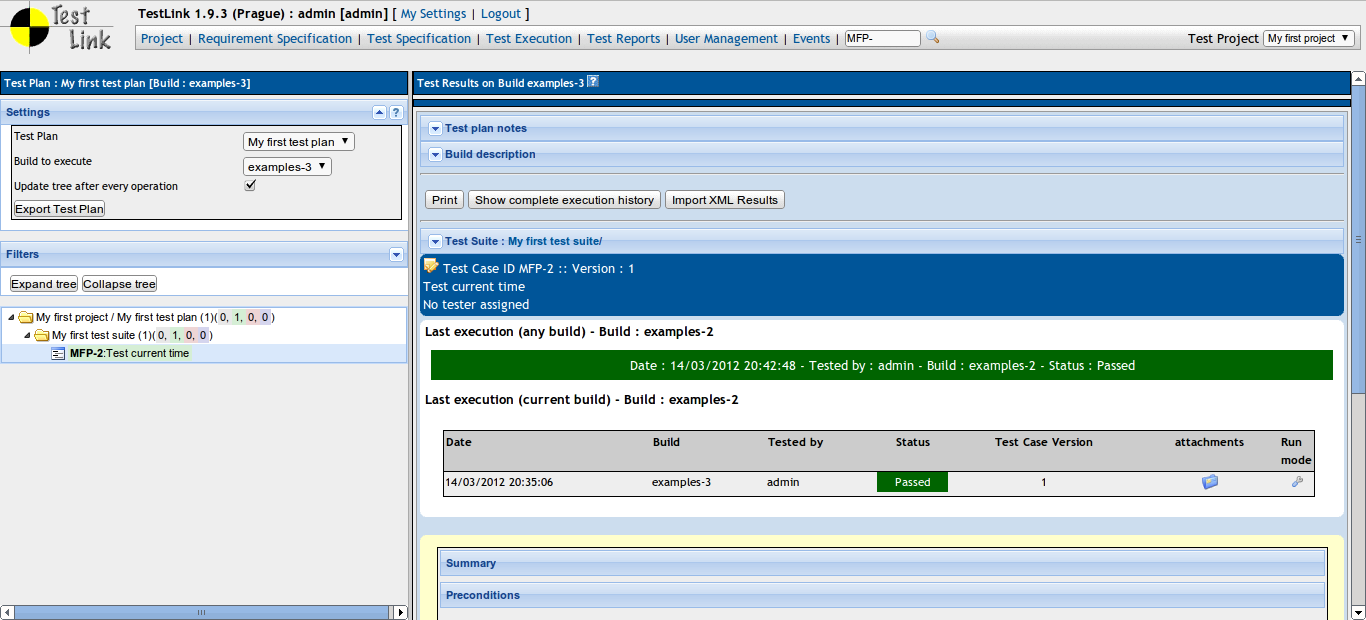 Test Link
TestLink 1.9.3 (Prague) : admin [admin] [ My Settings | Logout ]
Project | Requirement Specification | Test Specification | Test Execution | Test Reports | User Management | Events | MFP-
Test Project My first project
Test Plan : My first test plan [Build : examples-3]
Settings
?
Test Plan My first test plan
Build to execute examples-3
Update tree after every operation
Export Test Plan
Filters
Expand tree Collapse tree
My first project / My first test plan (1)(0, 1, 0, 0)
My first test suite (1)(0, 1, 0, 0)
MFP-2:Test current time
Test Results on Build examples-3 ?
Test plan notes
Build description
Print Show complete execution history Import XML Results
Test Suite : My first test suite/
Test Case ID MFP-2 :: Version : 1
Test current time
No tester assigned
Last execution (any build) - Build : examples-2
Date : 14/03/2012 20:42:48 - Tested by : admin - Build : examples-2 - Status : Passed
Last execution (current build) - Build : examples-2
Date Build Tested by Status Test Case Version attachments Run mode
14/03/2012 20:35:06 examples-3 admin Passed 1
Summary
Preconditions